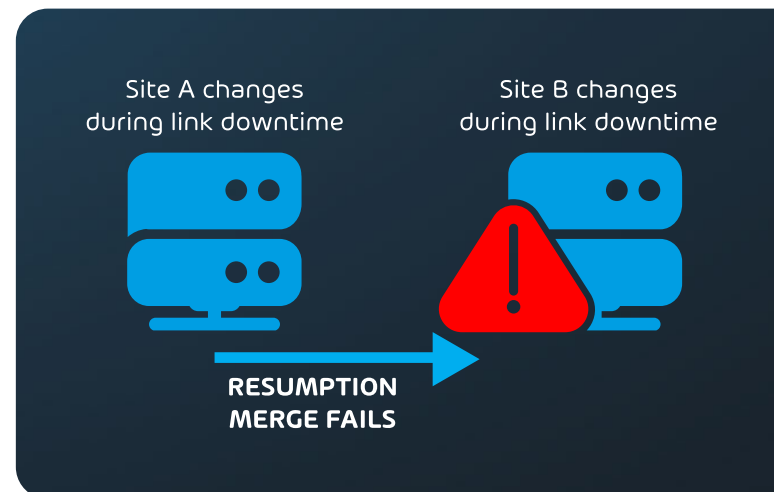 Site A changes
during link downtime
Site B changes
during link downtime
RESUMPTION
MERGE FAILS